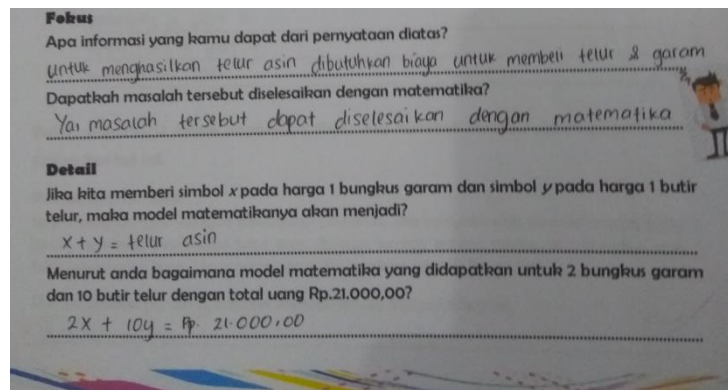 Fokus
Apa informasi yang kamu dapat dari pernyataan diatas?
untuk menghasilkan telur asin dibutuhkan biaya untuk membeli telur & garam
Dapatkah masalah tersebut diselesaikan dengan matematika?
Ya, masalah tersebut dapat diselesaikan dengan matematika
Detail
Jika kita memberi simbol x pada harga 1 bungkus garam dan simbol y pada harga 1 butir
telur, maka model matematikanya akan menjadi?
x + y = telur asin
Menurut anda bagaimana model matematika yang didapatkan untuk 2 bungkus garam
dan 10 butir telur dengan total uang Rp.21.000,00?
2x + 10y = Rp. 21.000,00